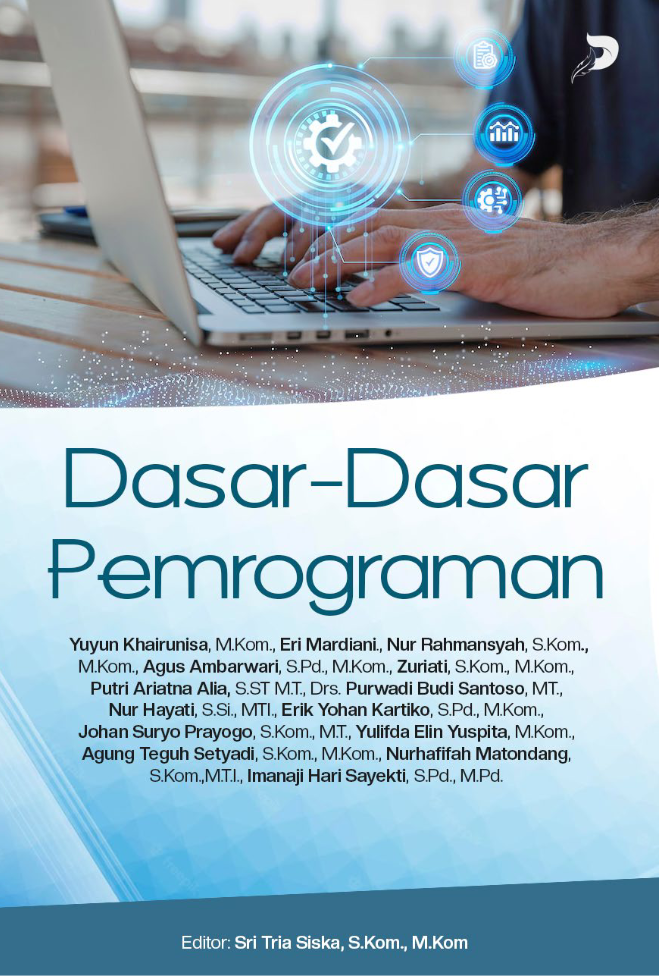 Dasar-Dasar
Pemrograman
Yuyun Khairunisa, M.Kom., Eri Mardiani., Nur Rahmansyah, S.Kom.,
M.Kom., Agus Ambarwari, S.Pd., M.Kom., Zuriati, S.Kom., M.Kom.,
Putri Ariatna Alia, S.ST M.T., Drs. Purwadi Budi Santoso, MT.,
Nur Hayati, S.Si., MTI., Erik Yohan Kartiko, S.Pd., M.Kom.,
Johan Suryo Prayogo, S.Kom., M.T., Yulifda Elin Yuspita, M.Kom.,
Agung Teguh Setyadi, S.Kom., M.Kom., Nurhafifah Matondang,
S.Kom.,M.T.I., Imanaji Hari Sayekti, S.Pd., M.Pd.
Editor: Sri Tria Siska, S.Kom., M.Kom